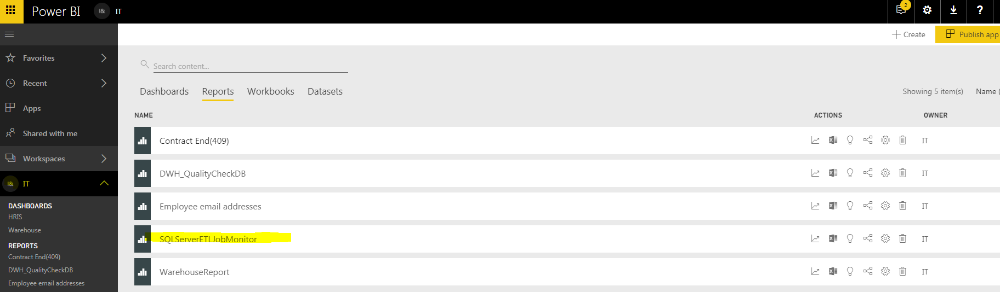 Power BI I& IT 2
Create Publish app
Favorites
Recent
Apps
Shared with me
Workspaces
I& IT
DASHBOARDS
HRIS
Warehouse
REPORTS
Contract End(409)
DWH_QualityCheckDB
Employee email addresses
Search content...
Dashboards Reports Workbooks Datasets Showing 5 item(s) Name (
NAME ACTIONS OWNER
Contract End(409) IT
DWH_QualityCheckDB IT
Employee email addresses IT
SQLServerETLJobMonitor IT
WarehouseReport IT